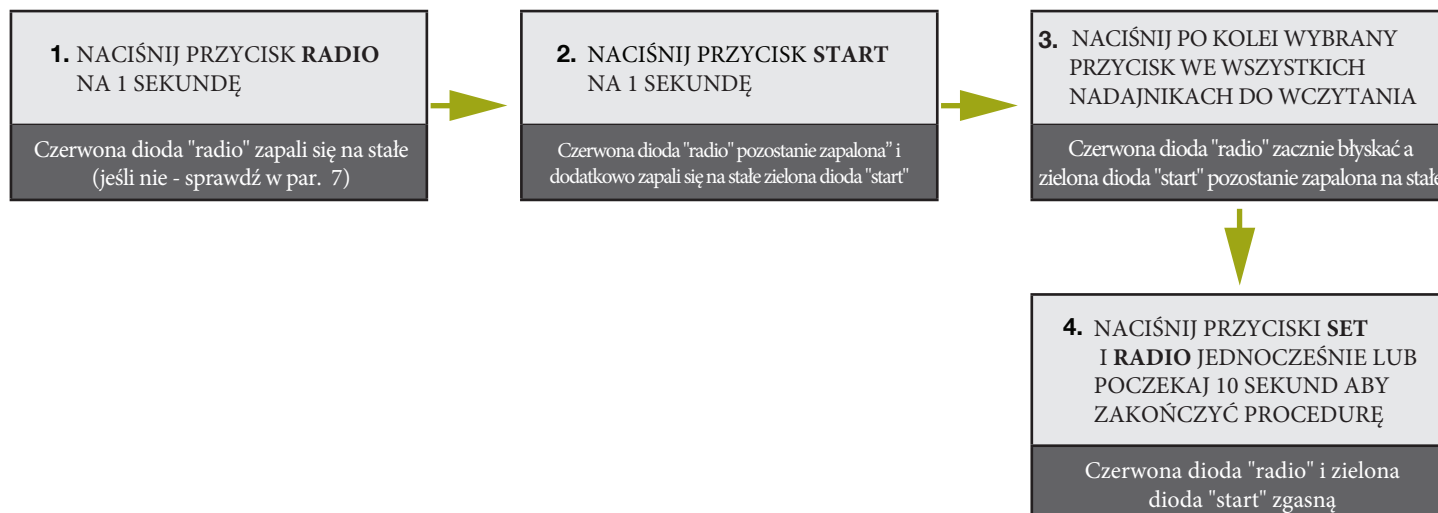 1. NACIŚNIJ PRZYCISK RADIO
NA 1 SEKUNDĘ
Czerwona dioda "radio" zapali się na stałe
(jeśli nie - sprawdź w par. 7)
2. NACIŚNIJ PRZYCISK START
NA 1 SEKUNDĘ
Czerwona dioda "radio" pozostanie zapalona” i
dodatkowo zapali się na stałe zielona dioda "start"
3. NACIŚNIJ PO KOLEI WYBRANY
PRZYCISK WE WSZYSTKICH
NADAJNIKACH DO WCZYTANIA
Czerwona dioda "radio" zacznie błyskać a
zielona dioda "start" pozostanie zapalona na stałe
4. NACIŚNIJ PRZYCISKI SET
I RADIO JEDNOCZEŚNIE LUB
POCZEKAJ 10 SEKUND ABY
ZAKOŃCZYĆ PROCEDURĘ
Czerwona dioda "radio" i zielona
dioda "start" zgasną